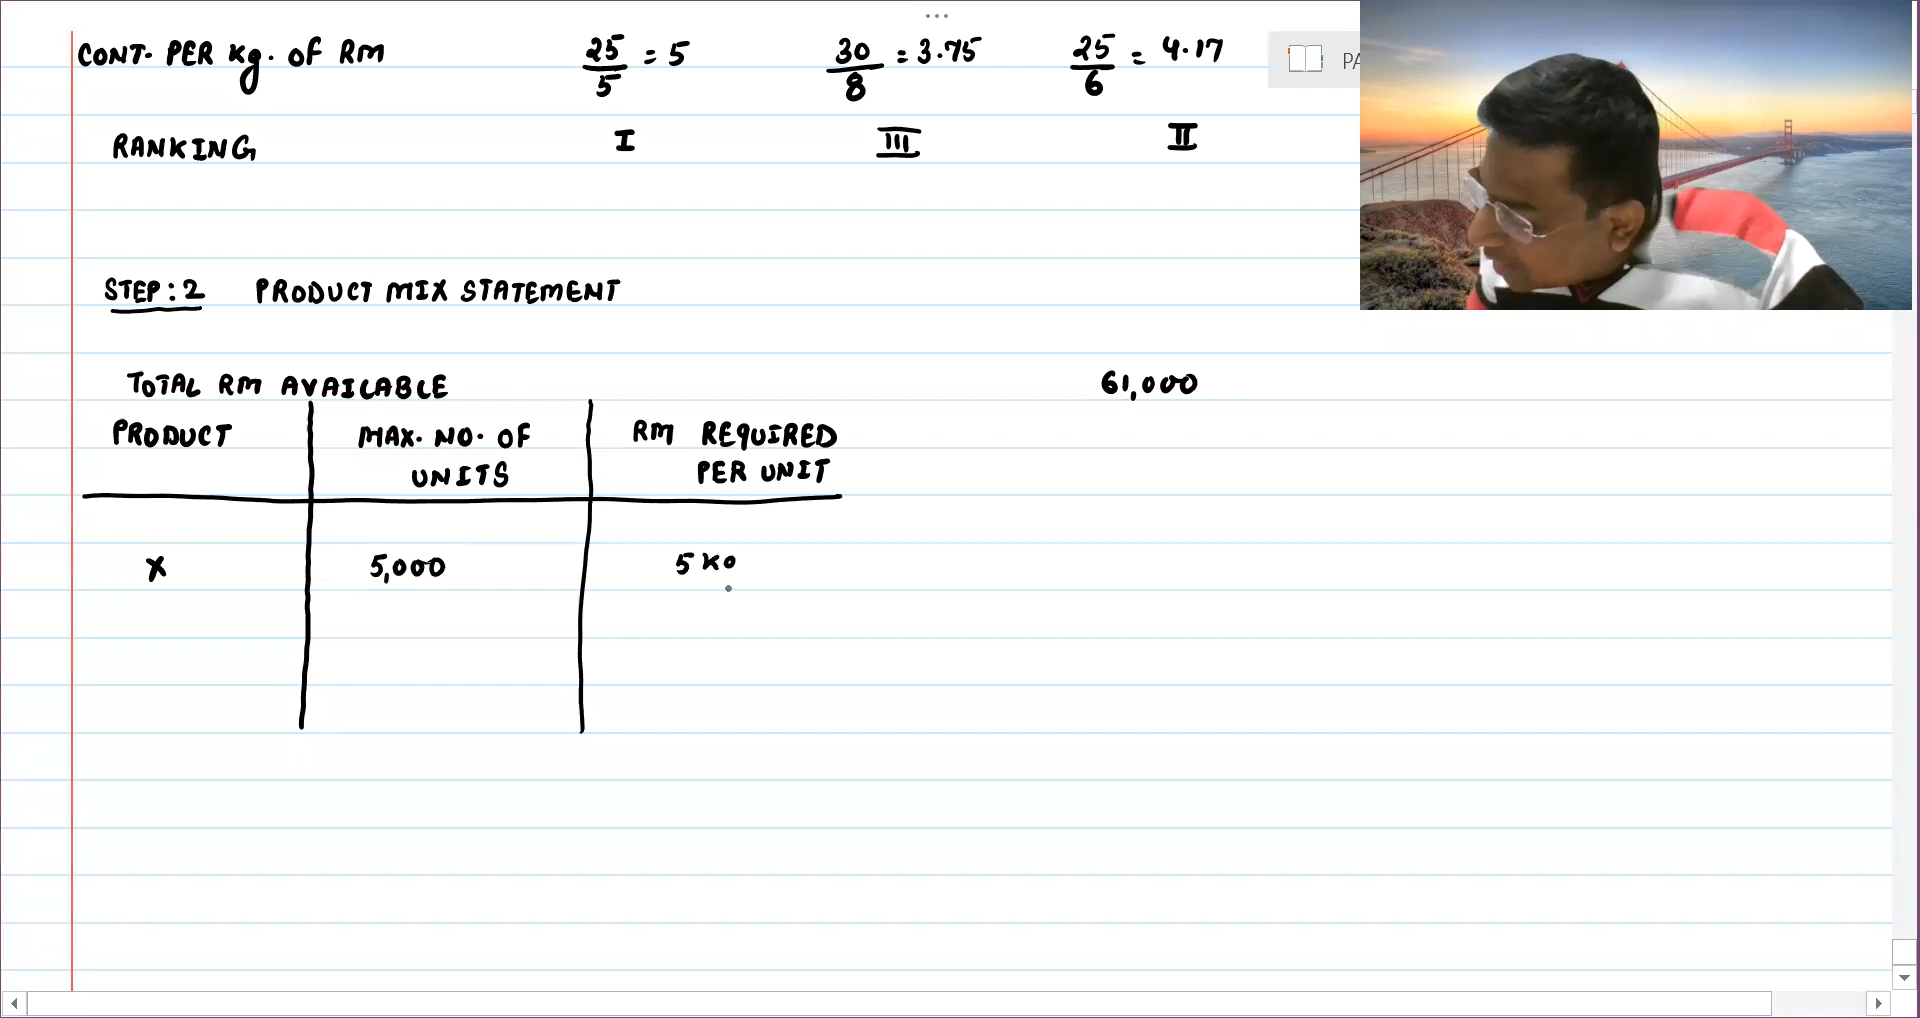 CONT. PER Kg. of RM 25/5 = 5 30/8 = 3.75 25/6 = 4.17
PA
RANKING I III II
STEP:2 PRODUCT MIX STATEMENT
TOTAL RM AVAILABLE 61,000
PRODUCT MAX. NO. OF UNITS RM REQUIRED PER UNIT
X 5,000 5 Ko